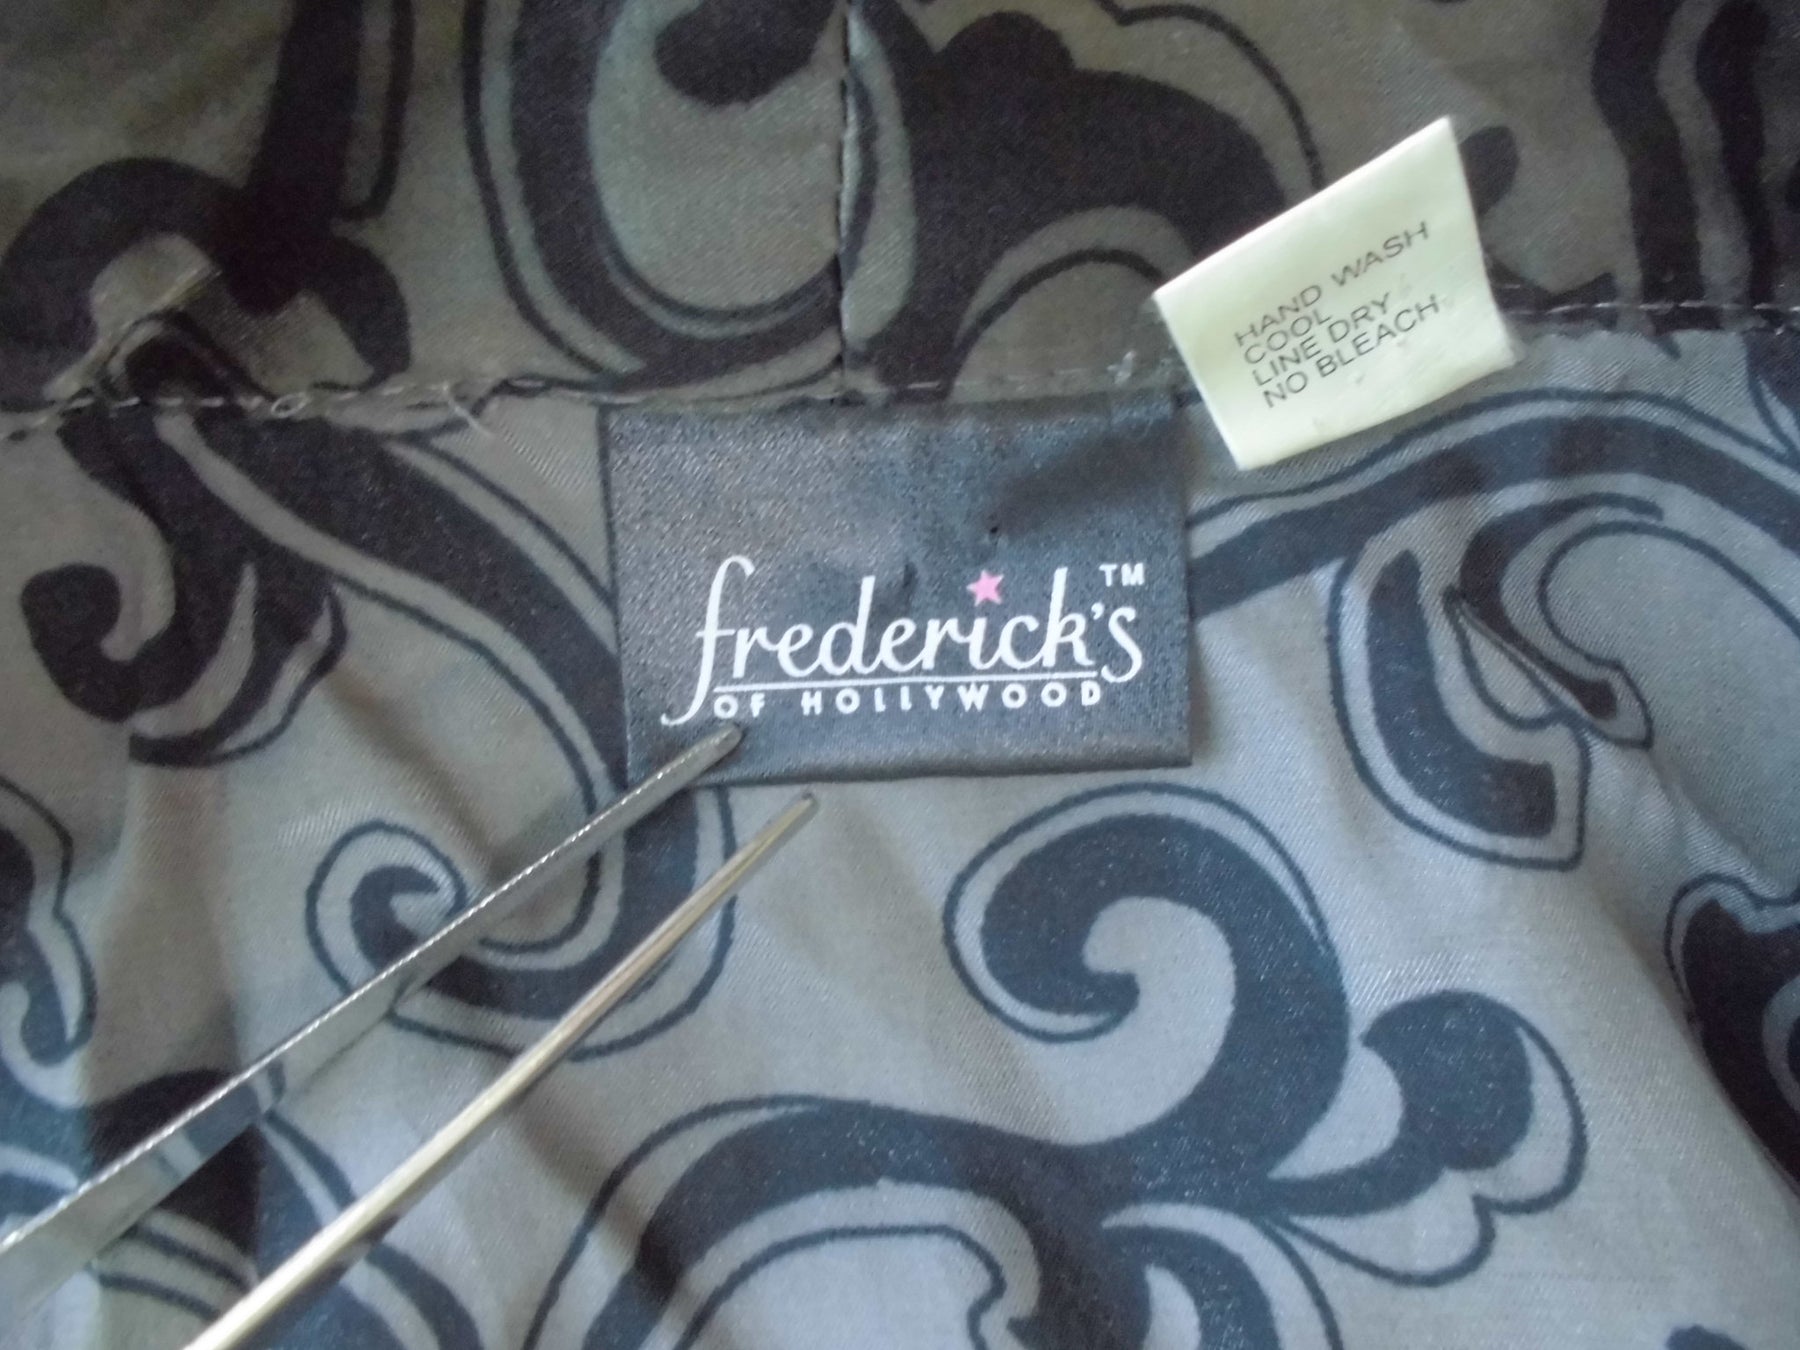 frederick's TM
OF HOLLYWOOD
HAND WASH
COOL
LINE DRY
NO BLEACH